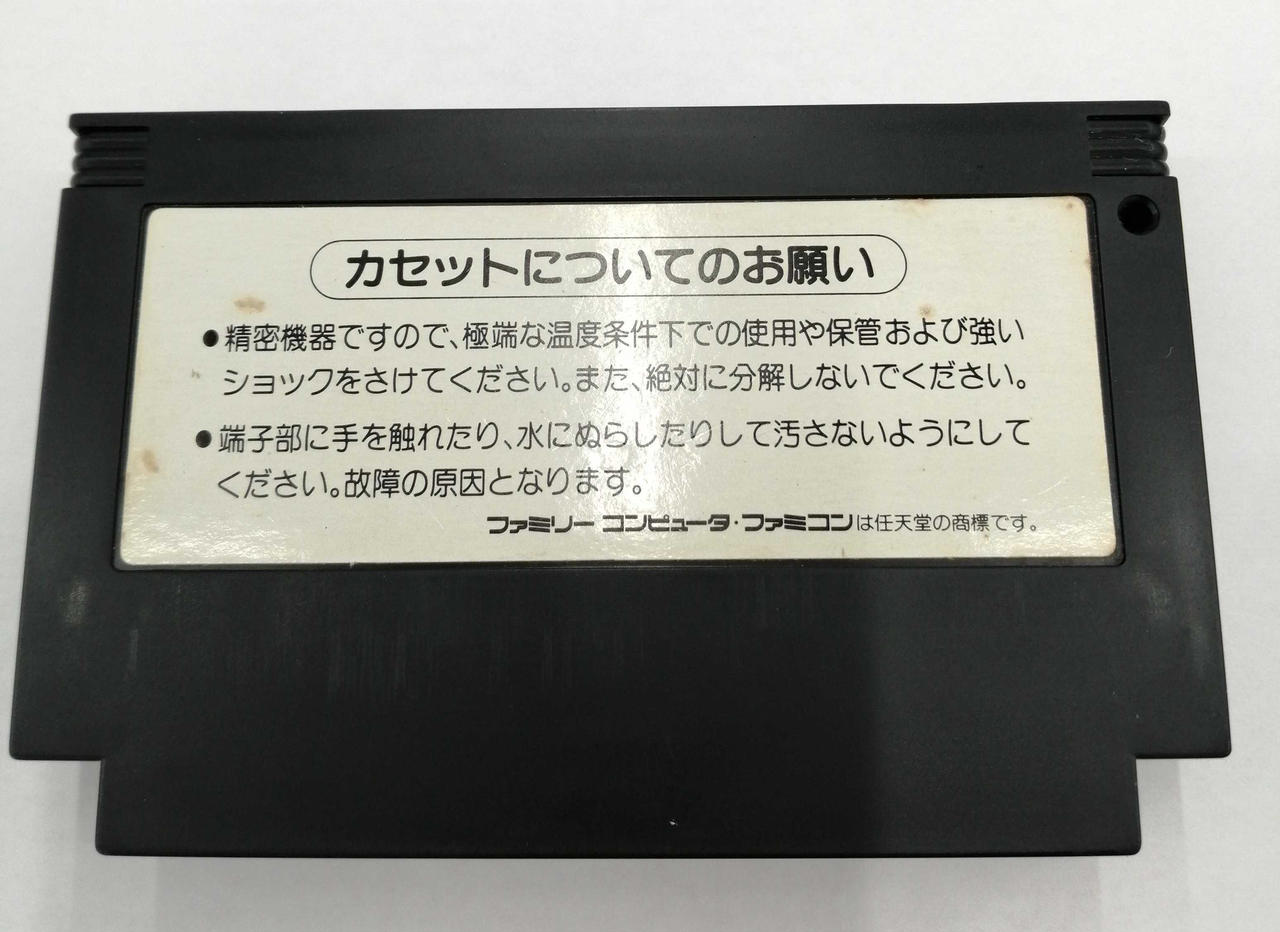 カセットについてのお願い
●精密機器ですので、極端な温度条件下での使用や保管および強い
ショックをさけてください。また、絶対に分解しないでください。
●端子部に手を触れたり、水にぬらしたりして汚さないようにして
ください。故障の原因となります。
ファミリー コンピュータ・ファミコンは任天堂の商標です。